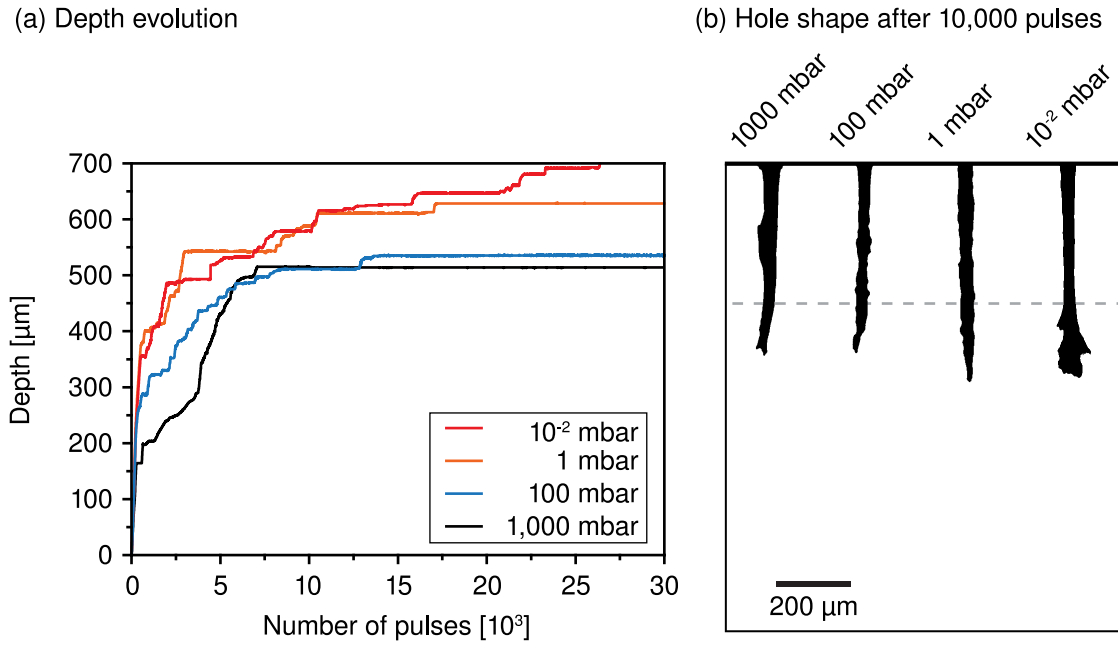 (a) Depth evolution
(b) Hole shape after 10,000 pulses
1000 mbar
100 mbar
1 mbar
10⁻² mbar
Depth [µm]
700
600
500
400
300
200
100
0
0
5
10
15
20
25
30
Number of pulses [10³]
10⁻² mbar
1 mbar
100 mbar
1,000 mbar
200 µm